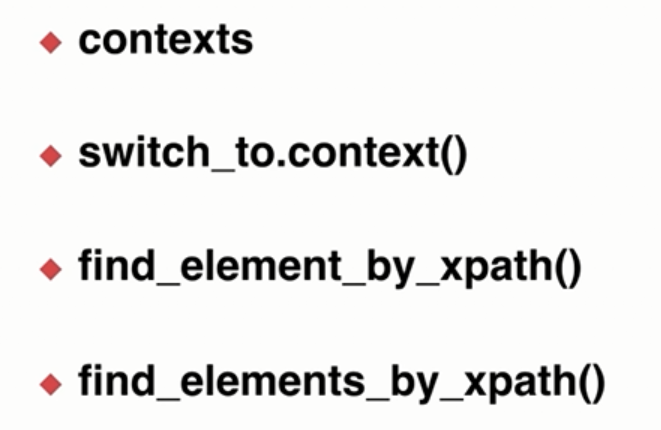 contexts
switch_to.context()
find_element_by_xpath()
find_elements_by_xpath()